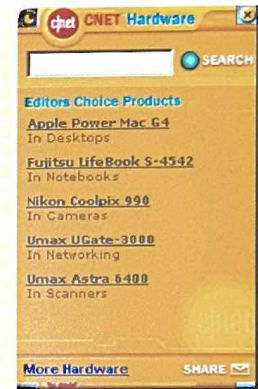 cnet CNET Hardware
SEARCH
Editors Choice Products
Apple Power Mac G4
In Desktops
Fujitsu LifeBook S-4542
In Notebooks
Nikon Coolpix 990
In Cameras
Umax UGate-3000
In Networking
Umax Astra 6400
In Scanners
cnet
More Hardware SHARE